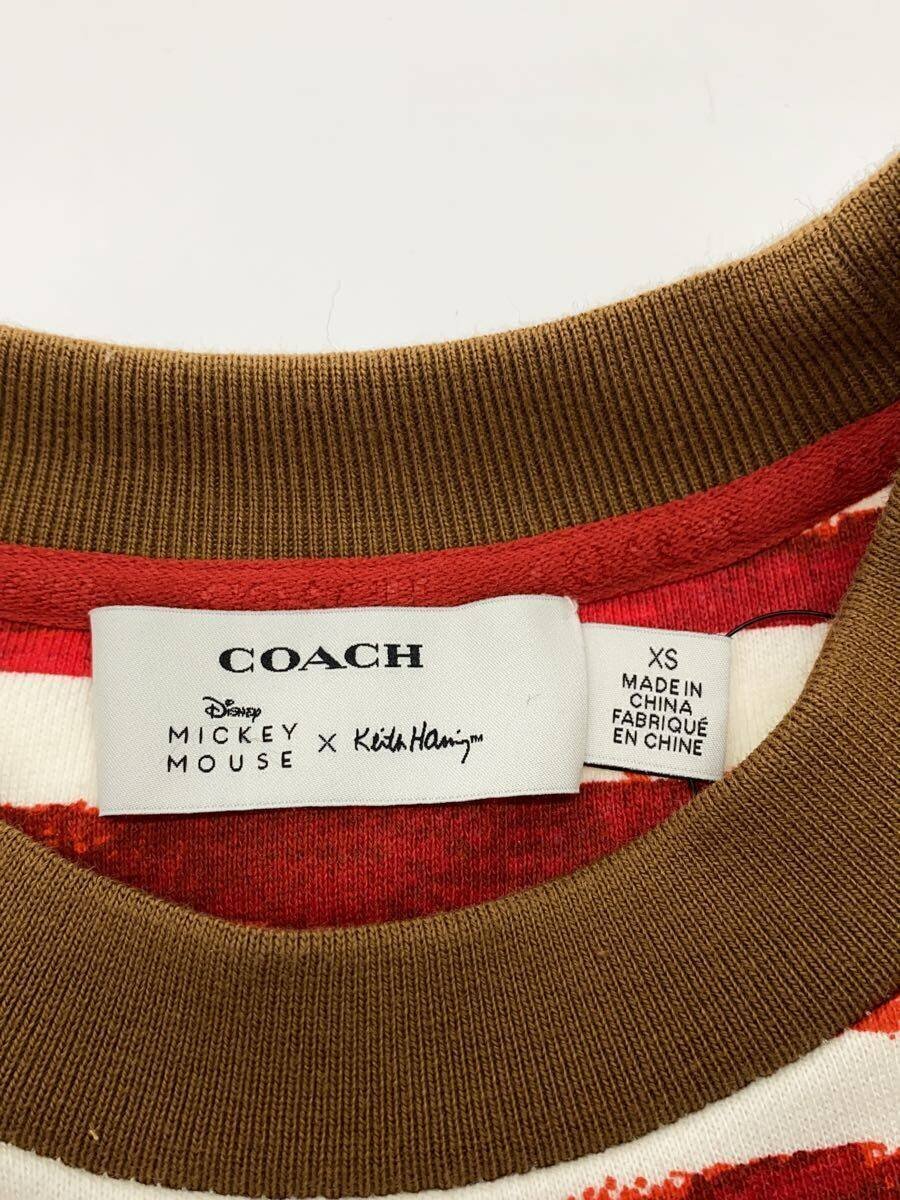 COACH
Disney
MICKEY
MOUSE X Keith Haring™
XS
MADE IN
CHINA
FABRIQUÉ
EN CHINE